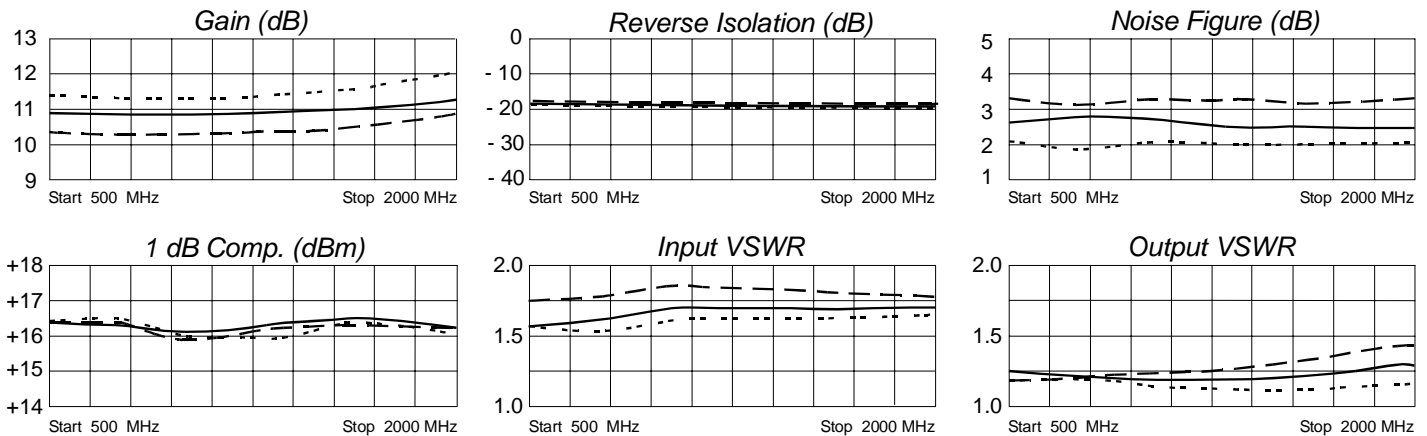 Gain (dB)
13
12
11
10
9
Start 500 MHz
Stop 2000 MHz
Reverse Isolation (dB)
0
- 10
- 20
- 30
- 40
Start 500 MHz
Stop 2000 MHz
Noise Figure (dB)
5
4
3
2
1
Start 500 MHz
Stop 2000 MHz
1 dB Comp. (dBm)
+18
+17
+16
+15
+14
Start 500 MHz
Stop 2000 MHz
Input VSWR
2.0
1.5
1.0
Start 500 MHz
Stop 2000 MHz
Output VSWR
2.0
1.5
1.0
Start 500 MHz
Stop 2000 MHz